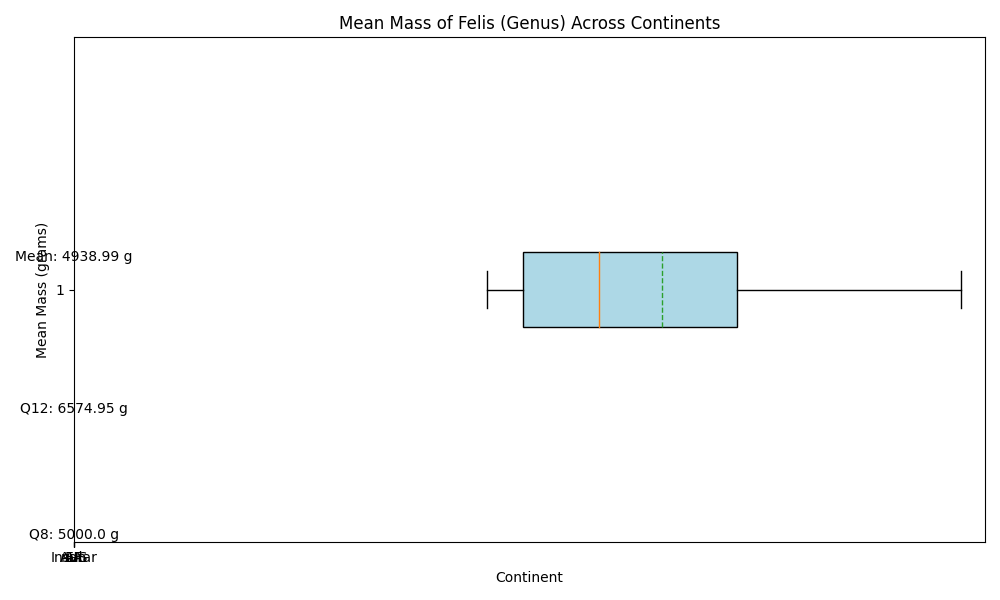 Mean Mass of Felis (Genus) Across Continents
Mean Mass (grams)
Mean: 4938.99 g
1
Q12: 6574.95 g
Q8: 5000.0 g
Continent